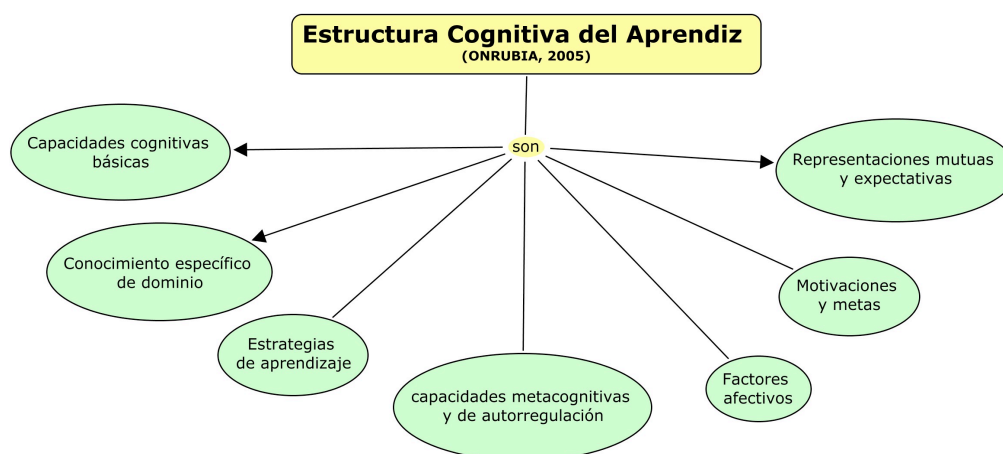 Estructura Cognitiva del Aprendiz
(ONRUBIA, 2005)
son
Capacidades cognitivas
básicas
Representaciones mutuas
y expectativas
Conocimiento específico
de dominio
Motivaciones
y metas
Estrategias
de aprendizaje
Factores
afectivos
capacidades metacognitivas
y de autorregulación